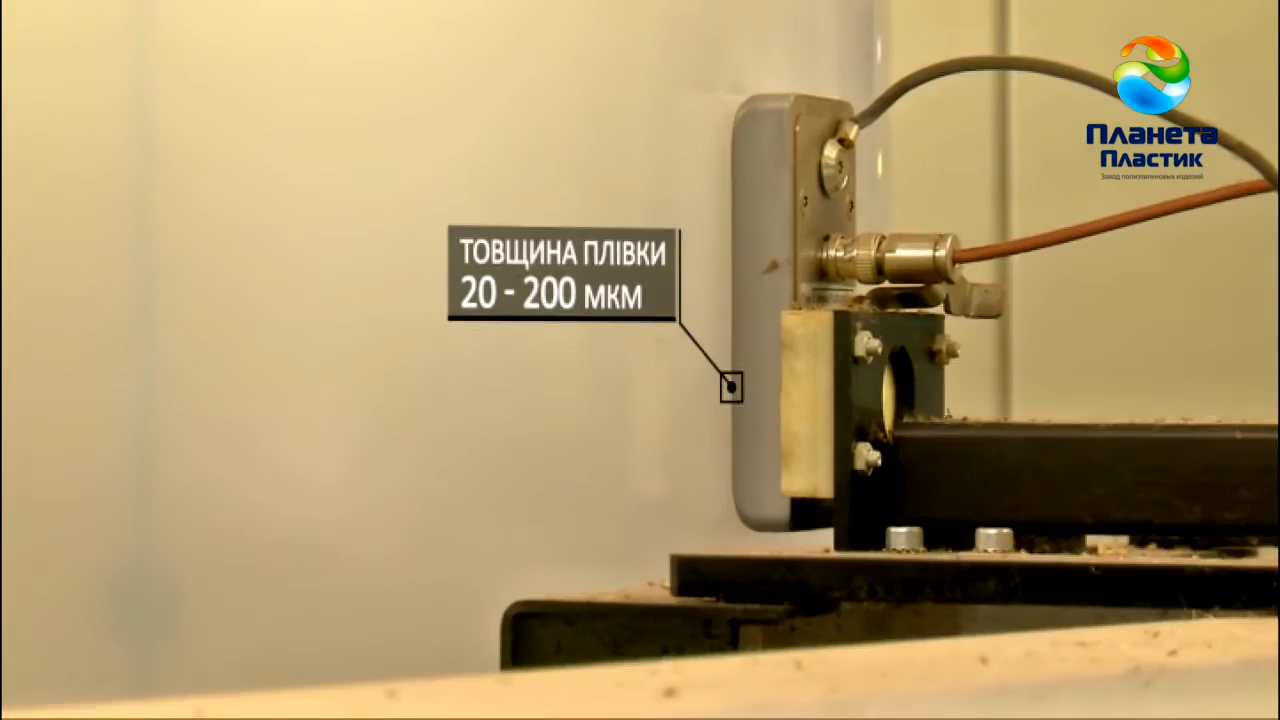 Планета
Пластик
Завод полиэтиленовых изделий
ТОВЩИНА ПЛІВКИ
20 - 200 МКМ